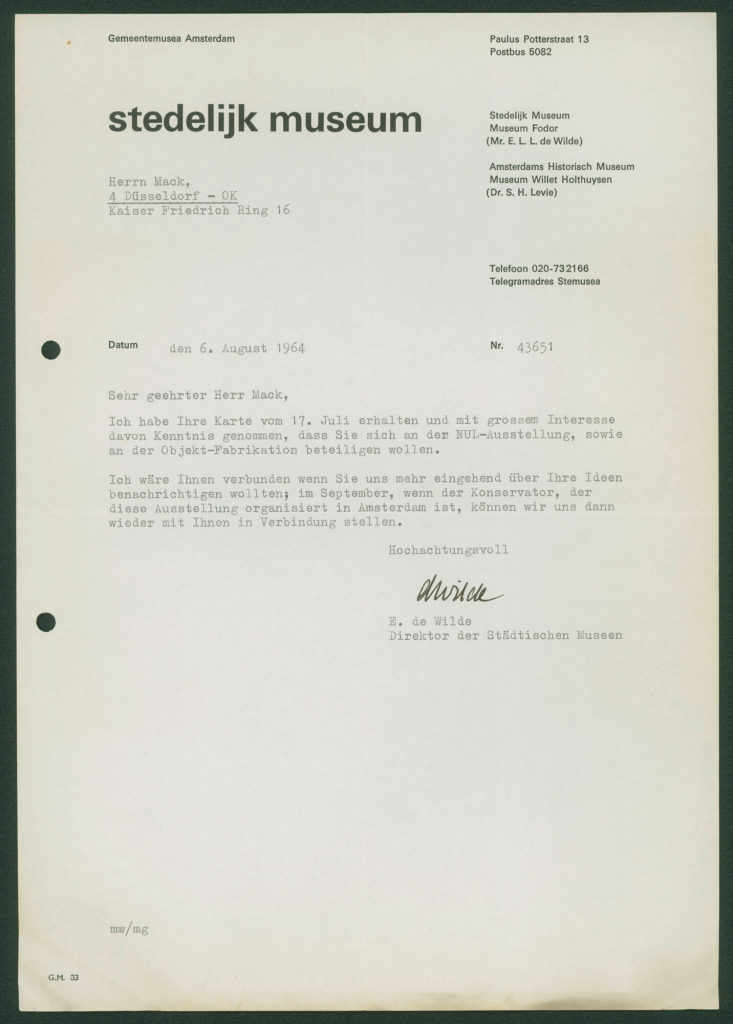 Gemeentemusea Amsterdam
Paulus Potterstraat 13
Postbus 5082
stedelijk museum
Stedelijk Museum
Museum Fodor
(Mr. E. L. L. de Wilde)
Amsterdams Historisch Museum
Museum Willet Holthuysen
(Dr. S. H. Levie)
Herrn Mack,
4 Düsseldorf - OK
Kaiser Friedrich Ring 16
Telefoon 020-732166
Telegramadres Stemusea
Datum den 6. August 1964
Nr. 43651
Sehr geehrter Herr Mack,
Ich habe Ihre Karte vom 17. Juli erhalten und mit grossem Interesse
davon Kenntnis genommen, dass Sie sich an der NUL-Ausstellung, sowie
an der Objekt-Fabrikation beteiligen wollen.
Ich wäre Ihnen verbunden wenn Sie uns mehr eingehend über Ihre Ideen
benachrichtigen wollten; im September, wenn der Konservator, der
diese Ausstellung organisiert in Amsterdam ist, können wir uns dann
wieder mit Ihnen in Verbindung stellen.
Hochachtungsvoll
dWilde
E. de Wilde
Direktor der Städtischen Museen
mw/mg
G.M. 33